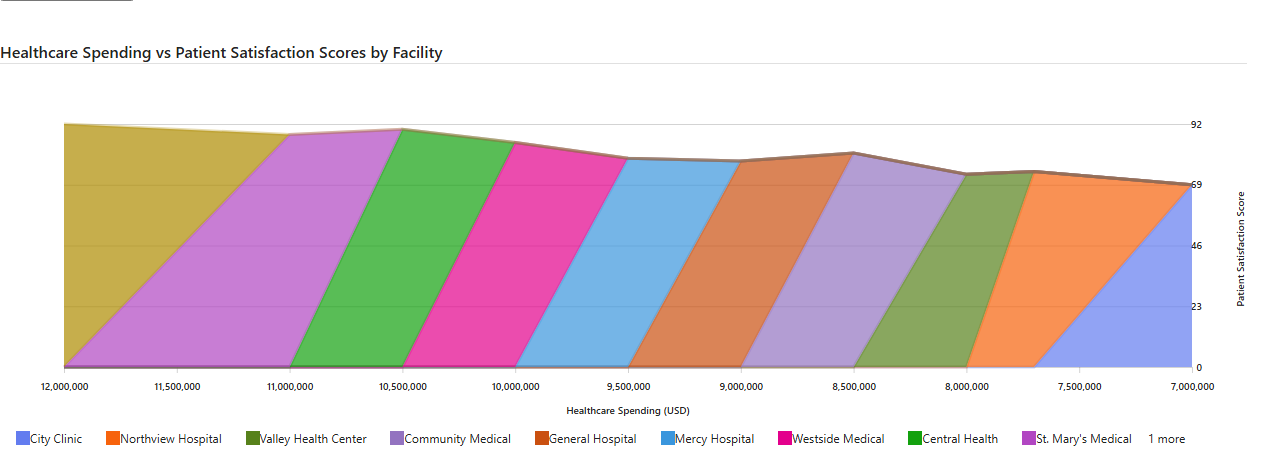 Healthcare Spending vs Patient Satisfaction Scores by Facility
92
69
46
23
0
Patient Satisfaction Score
12,000,000 11,500,000 11,000,000 10,500,000 10,000,000 9,500,000 9,000,000 8,500,000 8,000,000 7,500,000 7,000,000
Healthcare Spending (USD)
City Clinic Northview Hospital Valley Health Center Community Medical General Hospital Mercy Hospital Westside Medical Central Health St. Mary's Medical 1 more